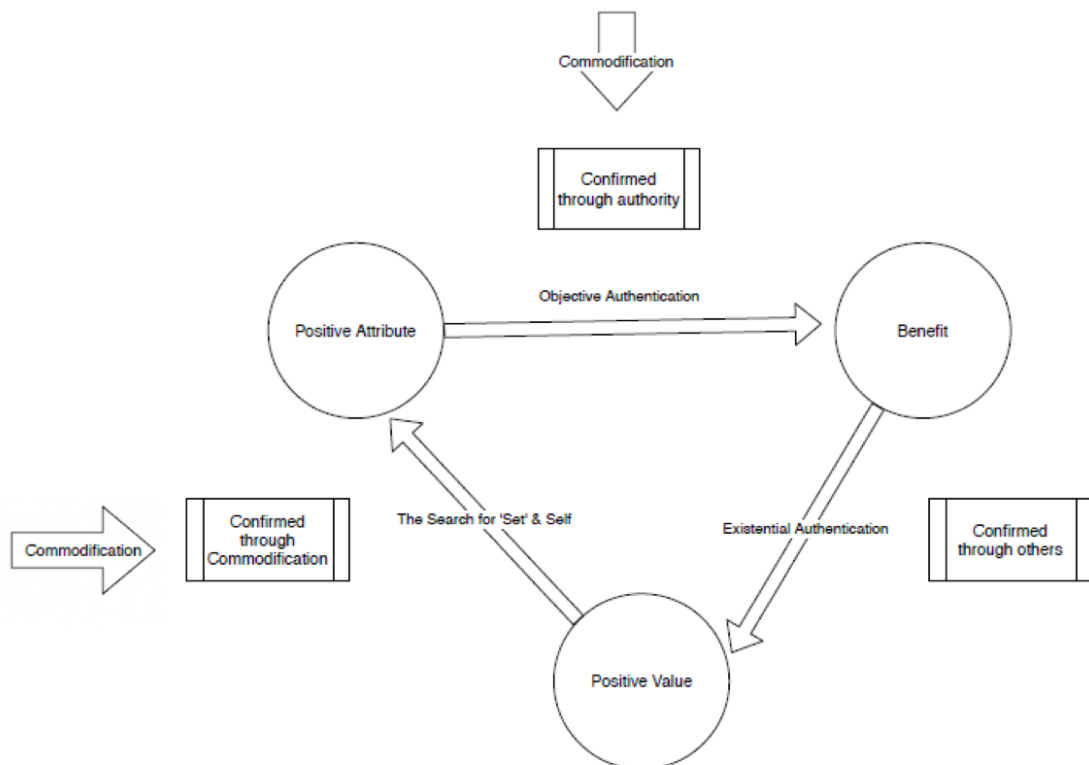 Commodification
Confirmed
through authority
Objective Authentication
Positive Attribute
Benefit
The Search for 'Set' & Self
Existential Authentication
Commodification
Confirmed
through
Commodification
Confirmed
through others
Positive Value